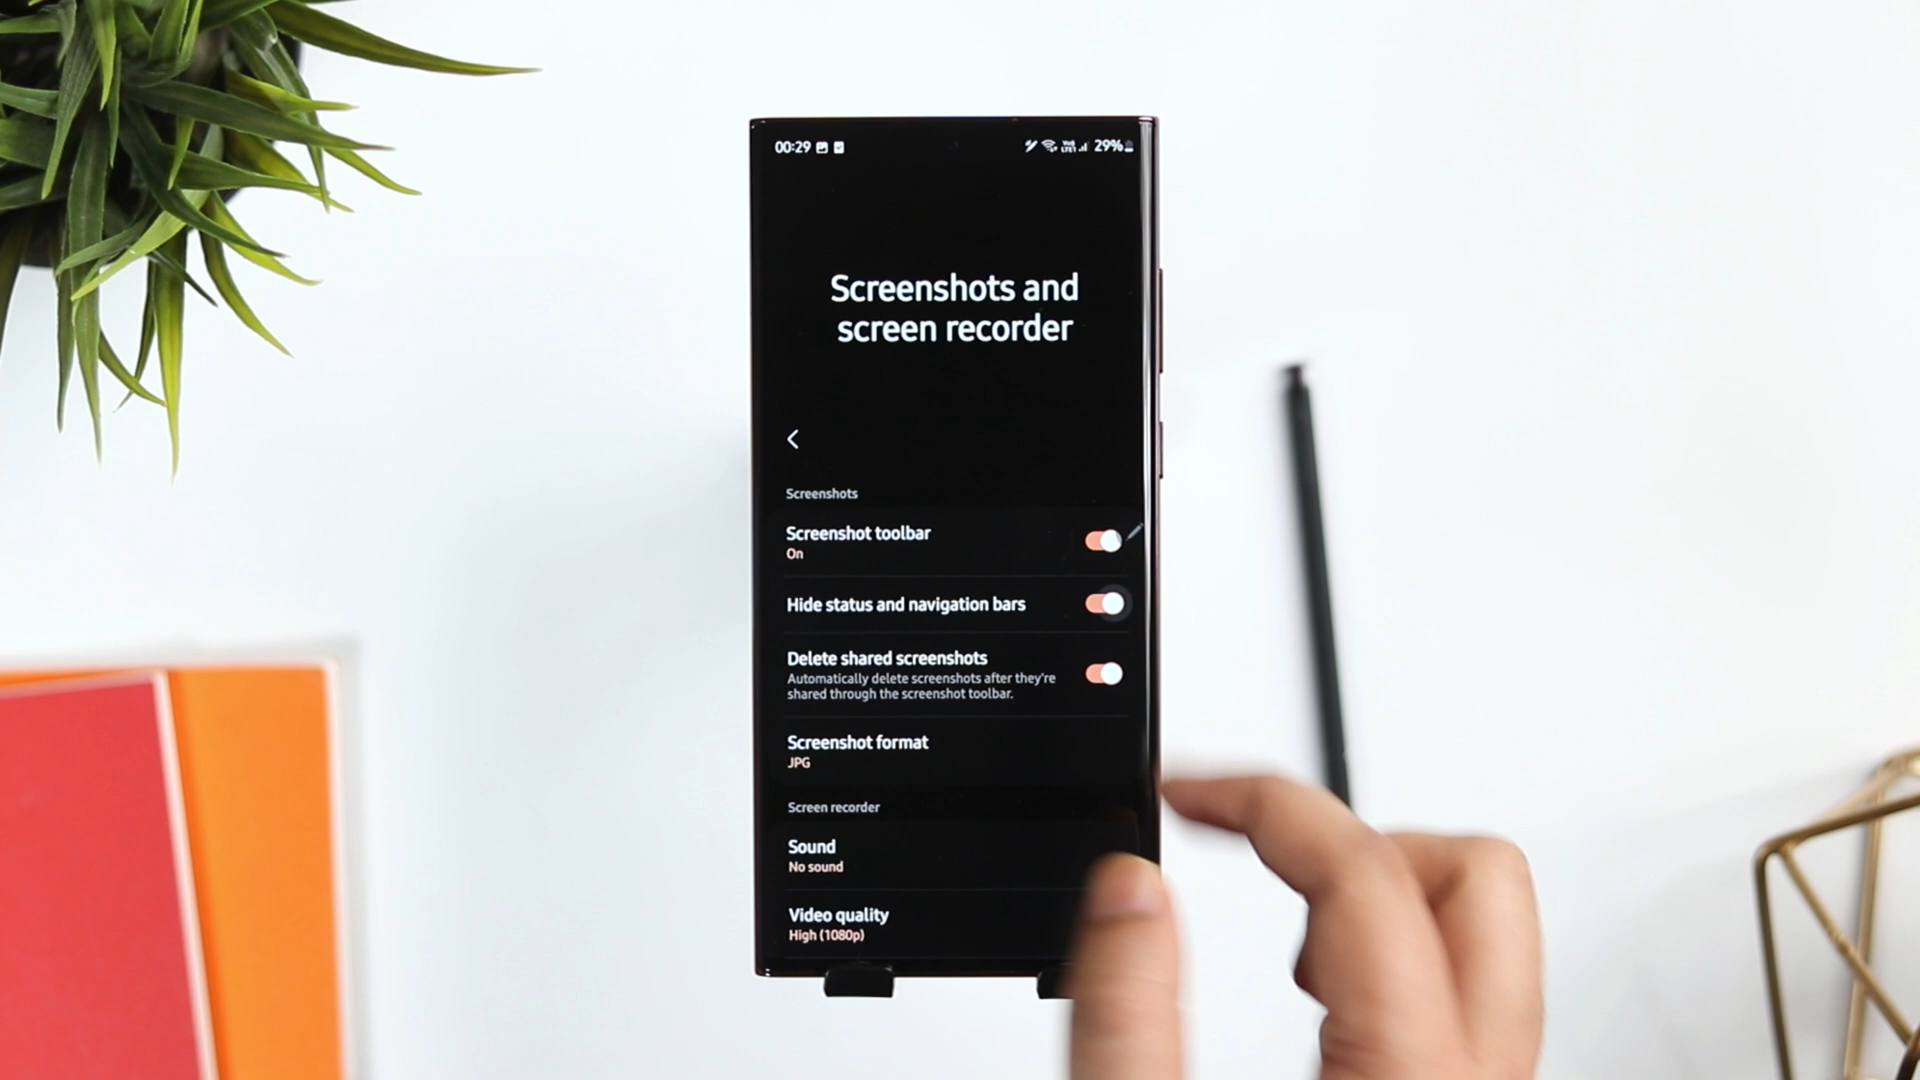 00:29 29%
Screenshots and
screen recorder
Screenshots
Screenshot toolbar
On
Hide status and navigation bars
Delete shared screenshots
Automatically delete screenshots after they're
shared through the screenshot toolbar.
Screenshot format
JPG
Screen recorder
Sound
No sound
Video quality
High (1080p)